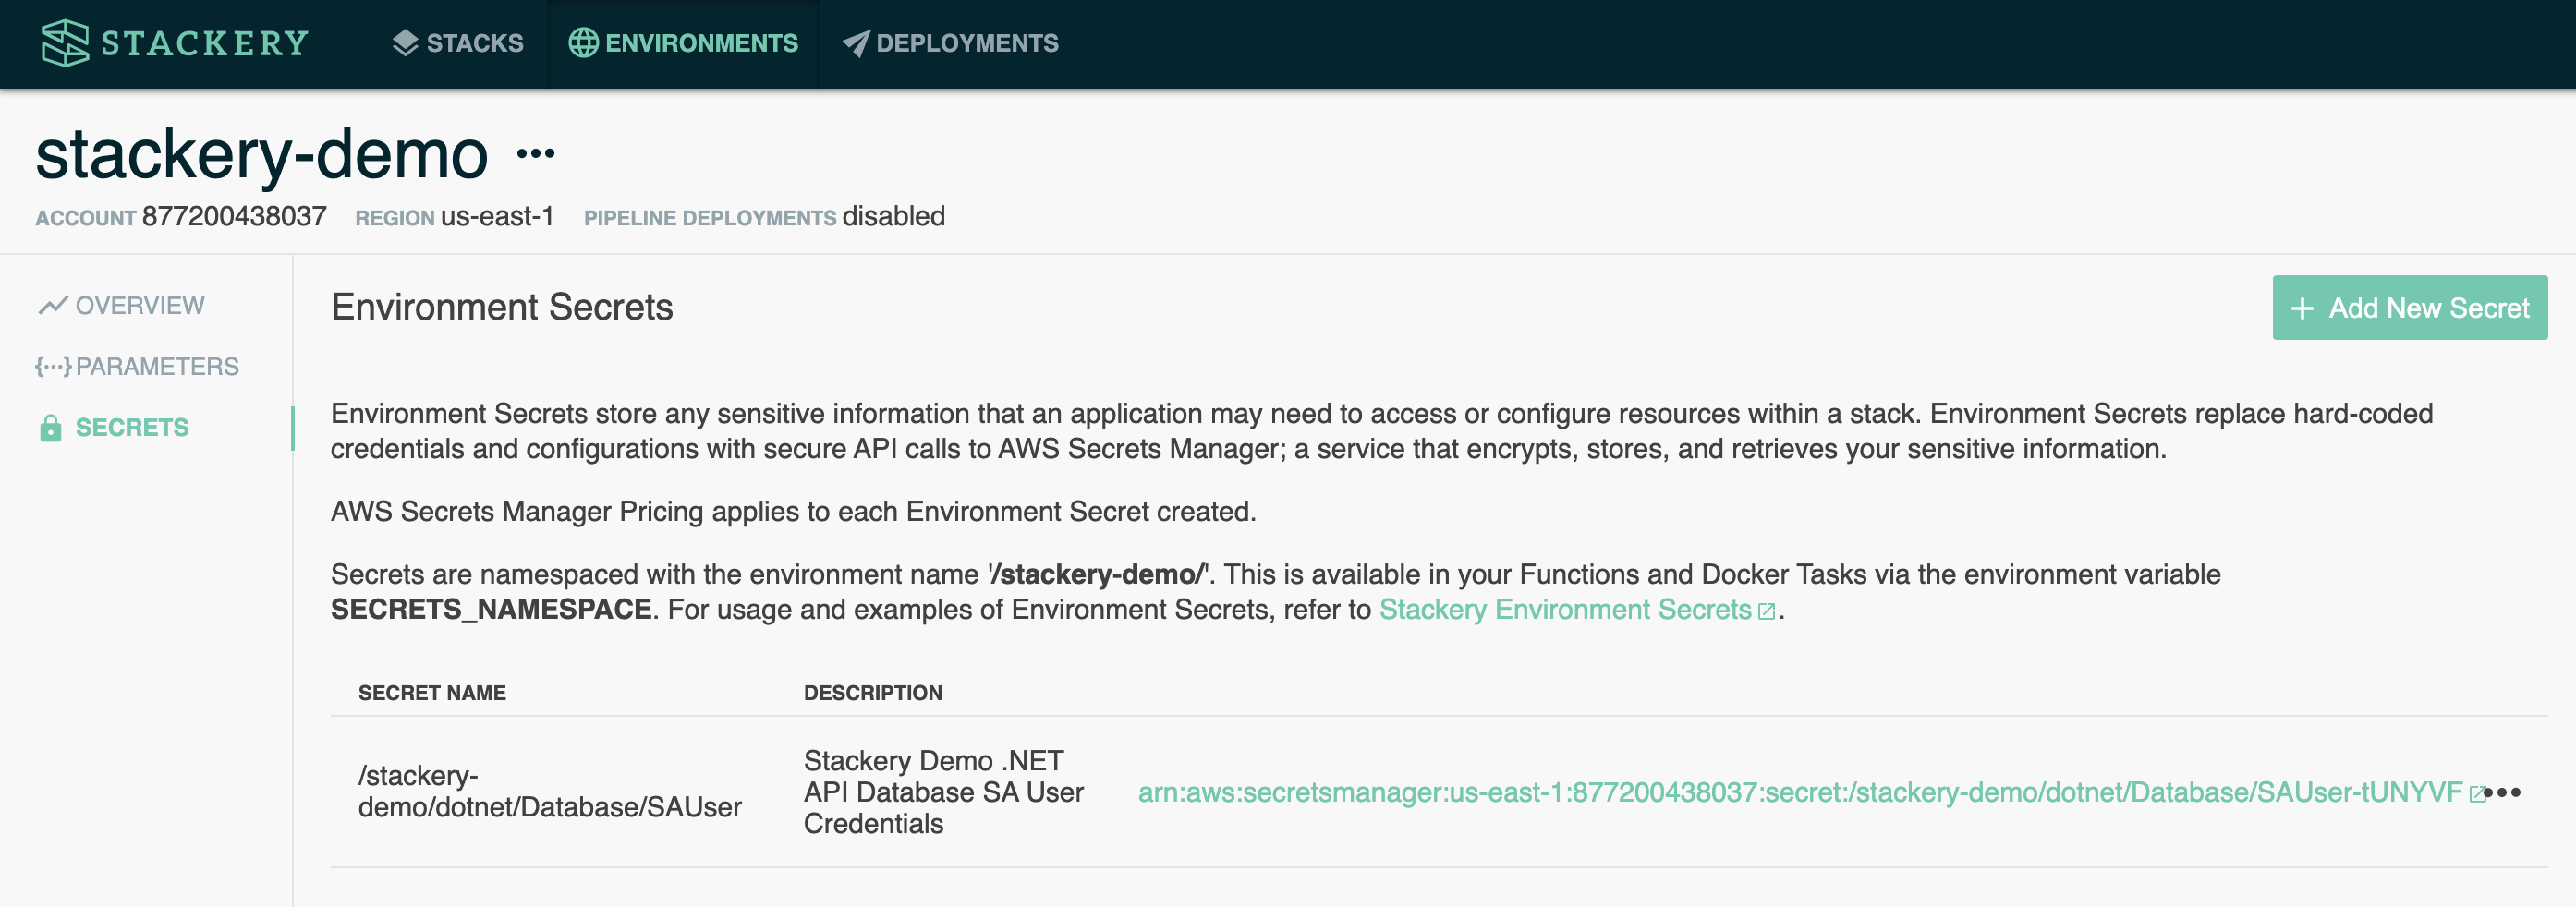 STACKERY STACKS ENVIRONMENTS DEPLOYMENTS
stackery-demo •••
ACCOUNT 877200438037 REGION us-east-1 PIPELINE DEPLOYMENTS disabled
OVERVIEW
{···} PARAMETERS
SECRETS
Environment Secrets
+ Add New Secret
Environment Secrets store any sensitive information that an application may need to access or configure resources within a stack. Environment Secrets replace hard-coded
credentials and configurations with secure API calls to AWS Secrets Manager; a service that encrypts, stores, and retrieves your sensitive information.
AWS Secrets Manager Pricing applies to each Environment Secret created.
Secrets are namespaced with the environment name '/stackery-demo/'. This is available in your Functions and Docker Tasks via the environment variable
SECRETS_NAMESPACE. For usage and examples of Environment Secrets, refer to Stackery Environment Secrets.
SECRET NAME DESCRIPTION
/stackery-
demo/dotnet/Database/SAUser
Stackery Demo .NET
API Database SA User
Credentials
arn:aws:secretsmanager:us-east-1:877200438037:secret:/stackery-demo/dotnet/Database/SAUser-tUNYVF •••